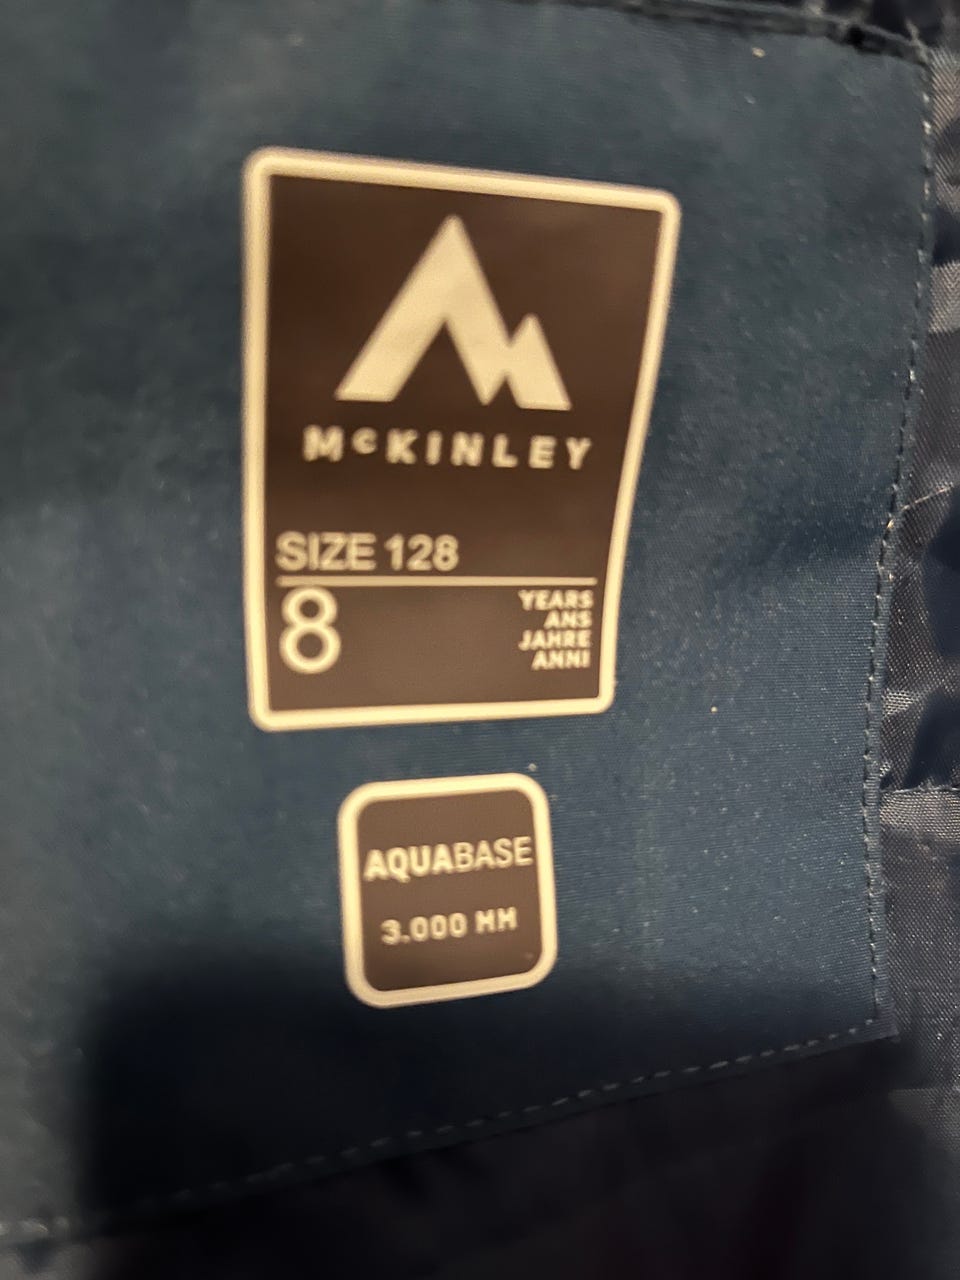 McKINLEY
SIZE 128
8
YEARS
ANS
JAHRE
ANNI
AQUABASE
3.000 MM